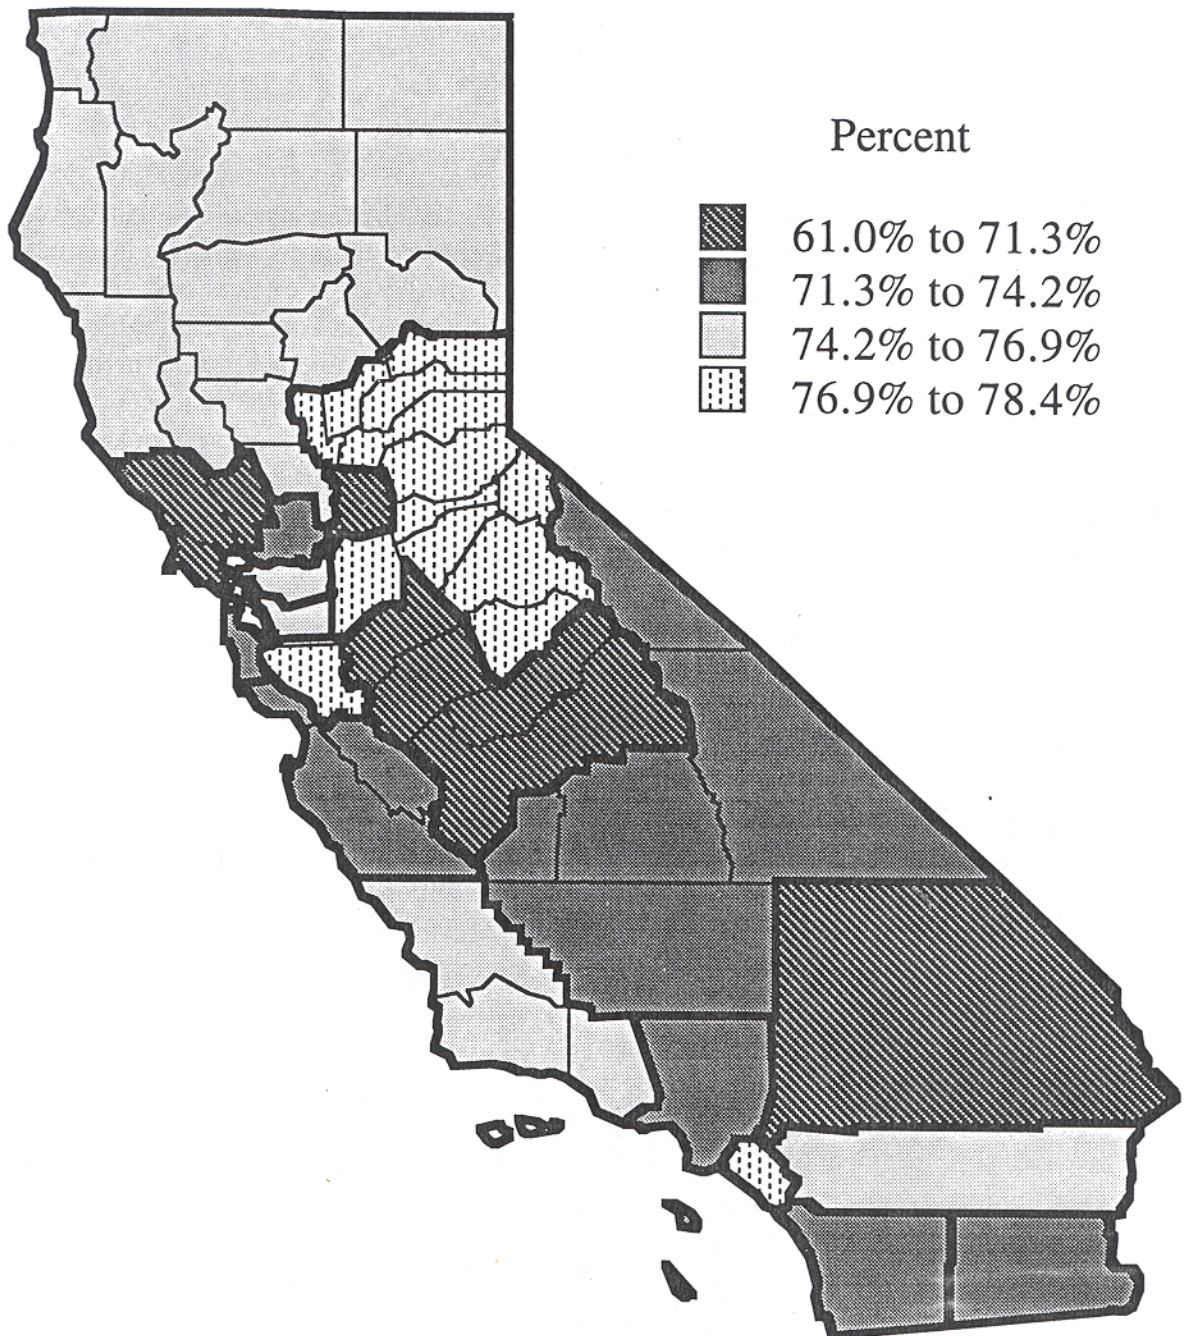 Percent
61.0% to 71.3%
71.3% to 74.2%
74.2% to 76.9%
76.9% to 78.4%